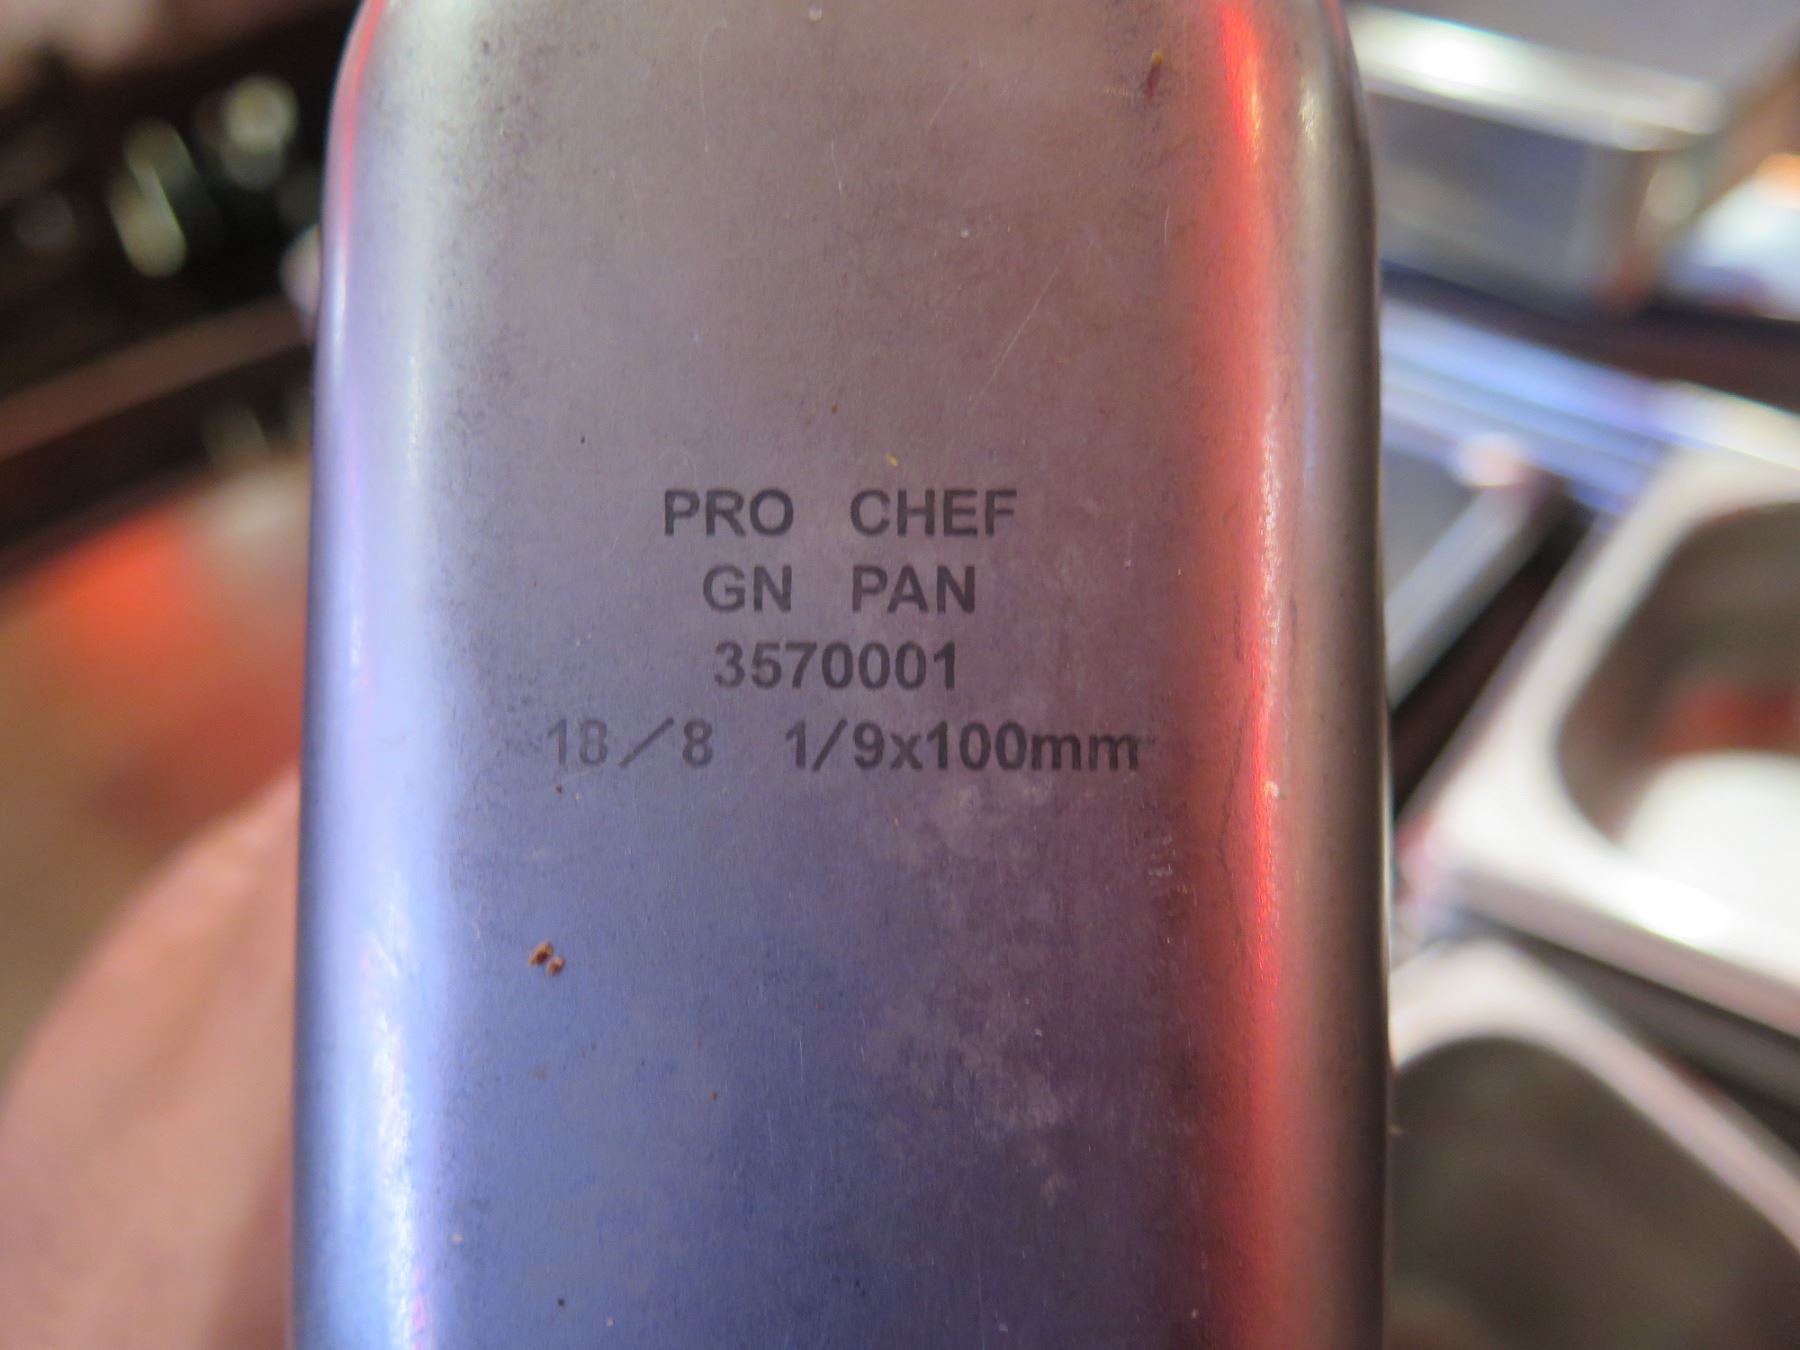 PRO CHEF
GN PAN
3570001
18/8 1/9x100mm